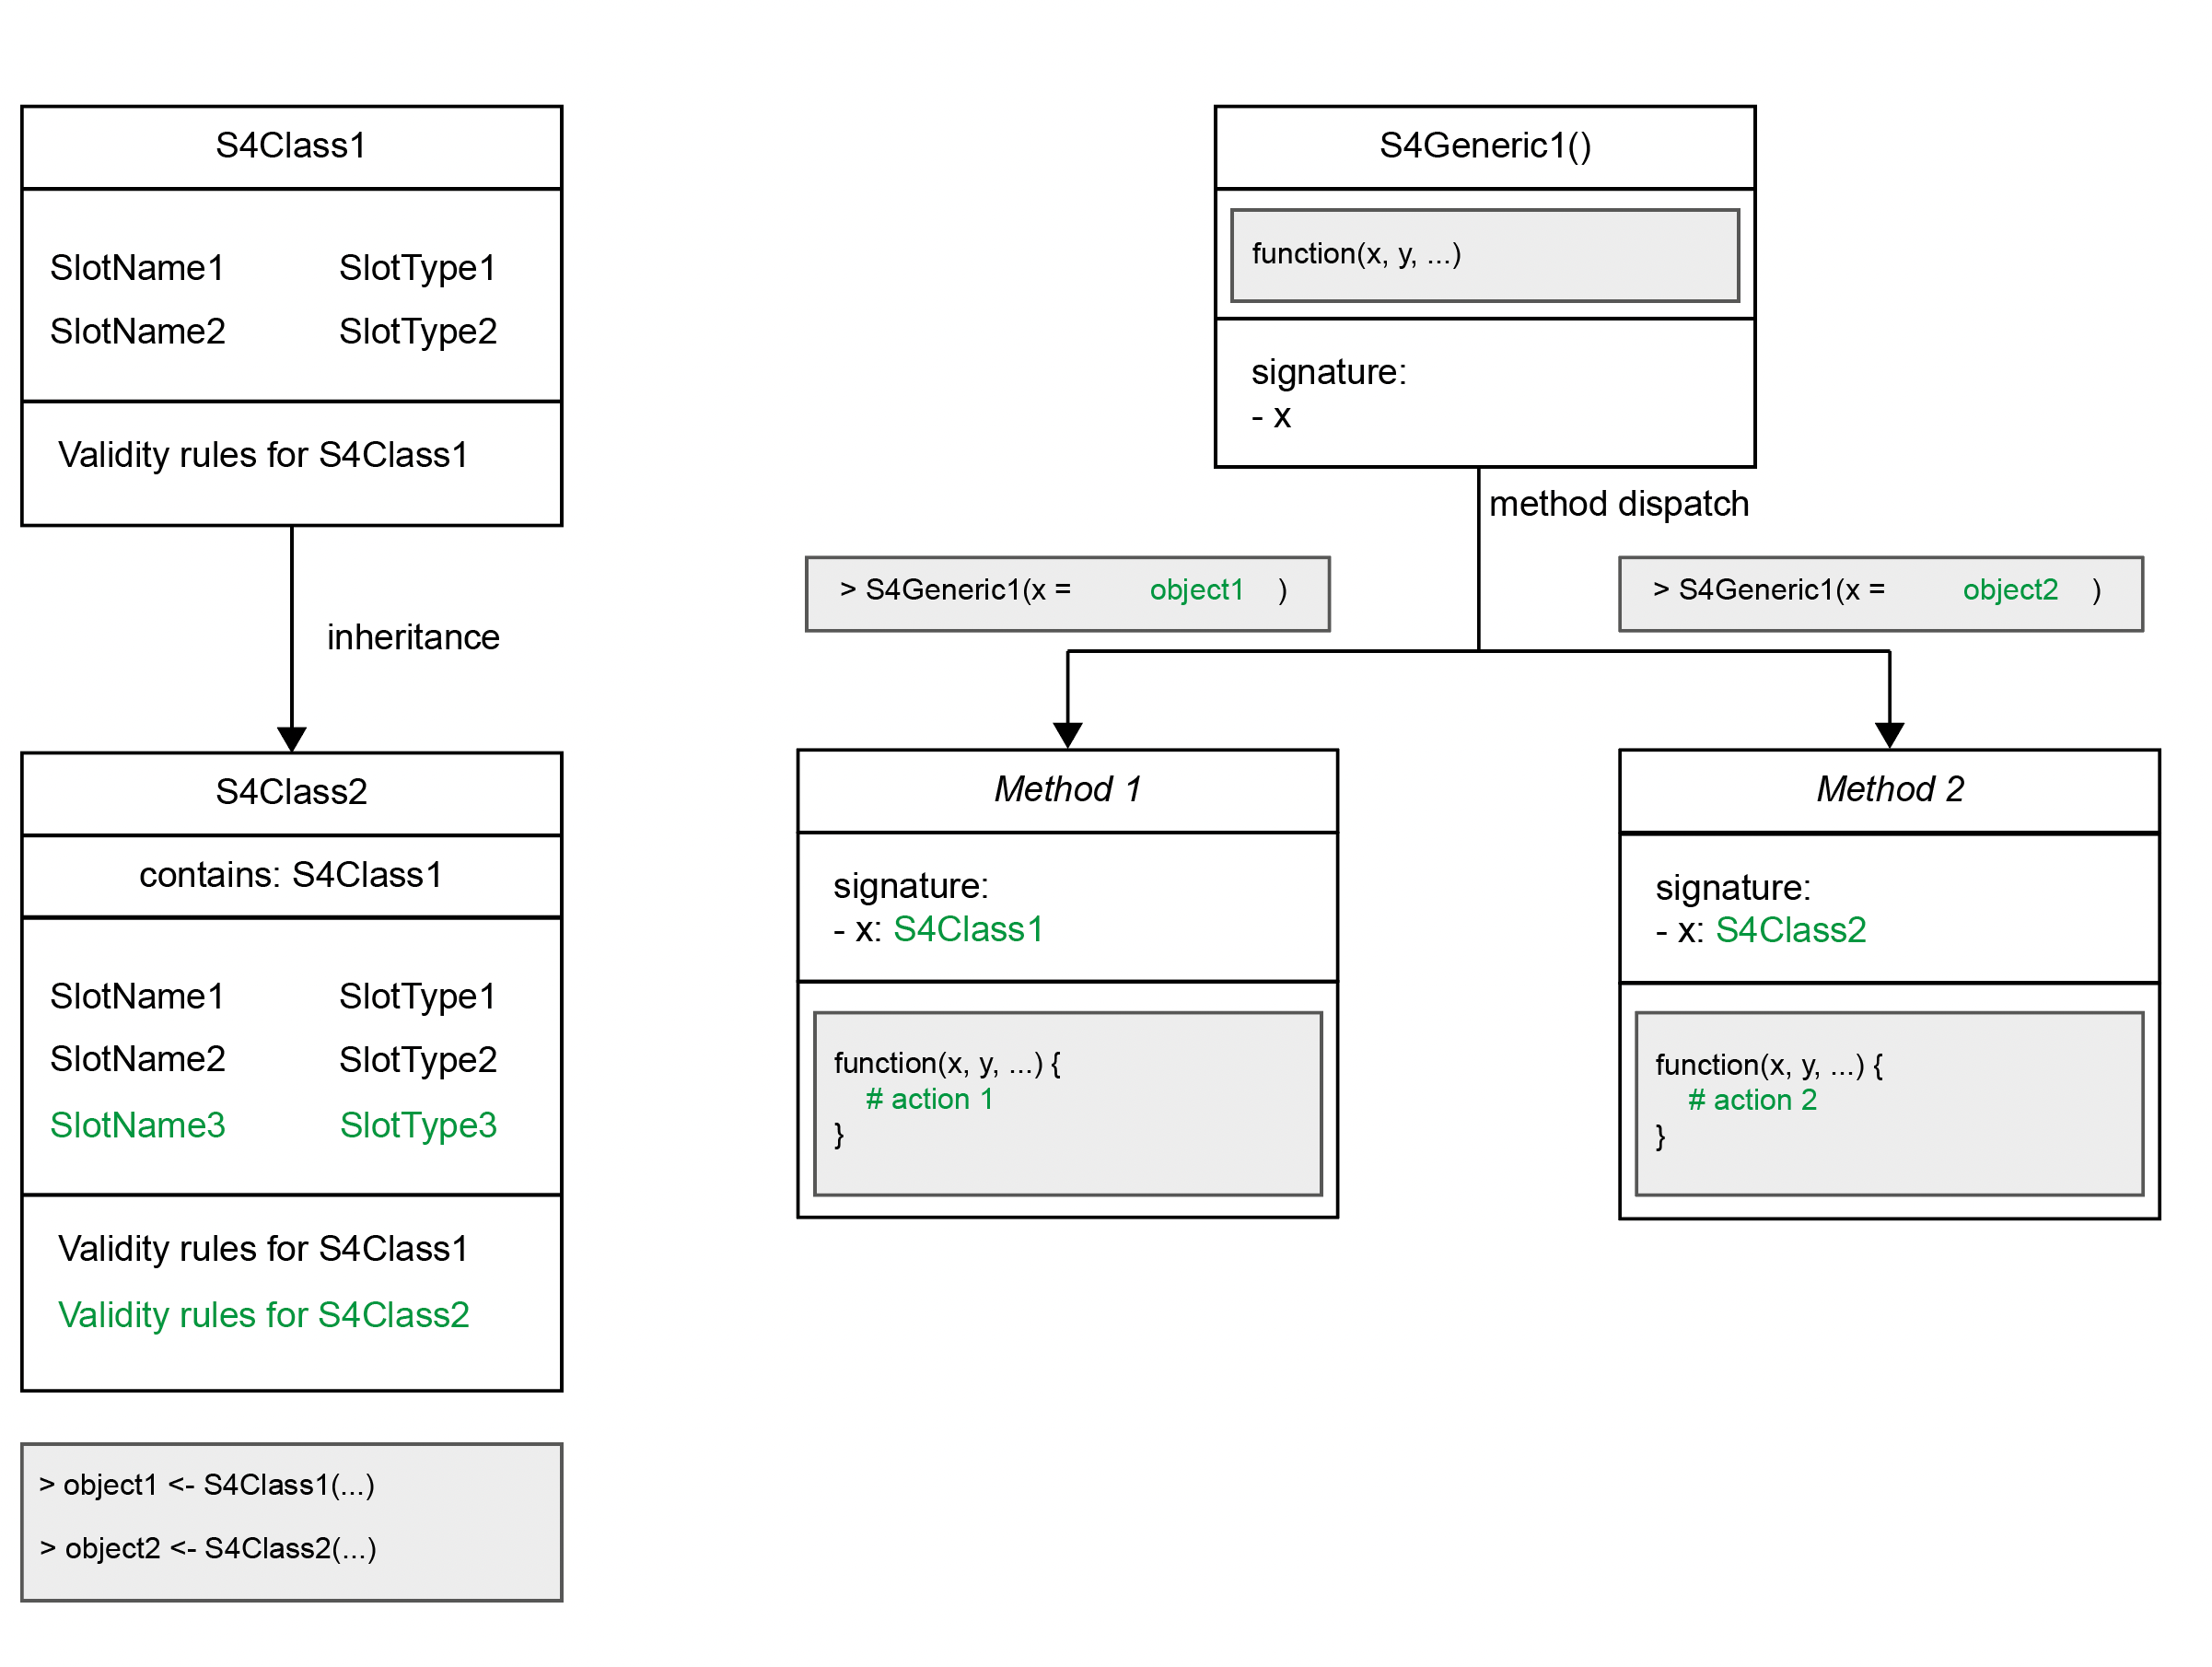 S4Class1
SlotName1 SlotType1
SlotName2 SlotType2
Validity rules for S4Class1
inheritance
S4Class2
contains: S4Class1
SlotName1 SlotType1
SlotName2 SlotType2
SlotName3 SlotType3
Validity rules for S4Class1
Validity rules for S4Class2
> object1 <- S4Class1(...)
> object2 <- S4Class2(...)
S4Generic1()
function(x, y, ...)
signature:
- x
method dispatch
> S4Generic1(x = object1 )
> S4Generic1(x = object2 )
Method 1
signature:
- x: S4Class1
function(x, y, ...) {
# action 1
}
Method 2
signature:
- x: S4Class2
function(x, y, ...) {
# action 2
}